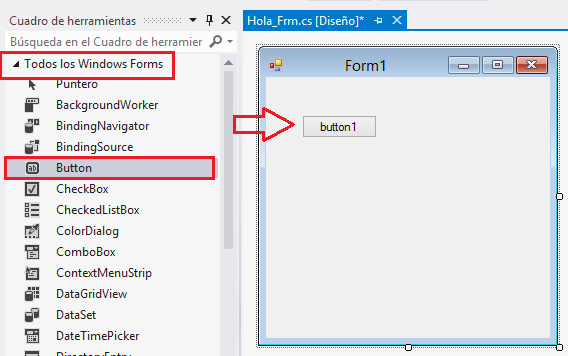 Cuadro de herramientas
Búsqueda en el Cuadro de herramier
Todos los Windows Forms
Puntero
BackgroundWorker
BindingNavigator
BindingSource
Button
CheckBox
CheckedListBox
ColorDialog
ComboBox
ContextMenuStrip
DataGridView
DataSet
DateTimePicker
DirectoryEntry
Hola_Frm.cs [Diseño]*
Form1
button1